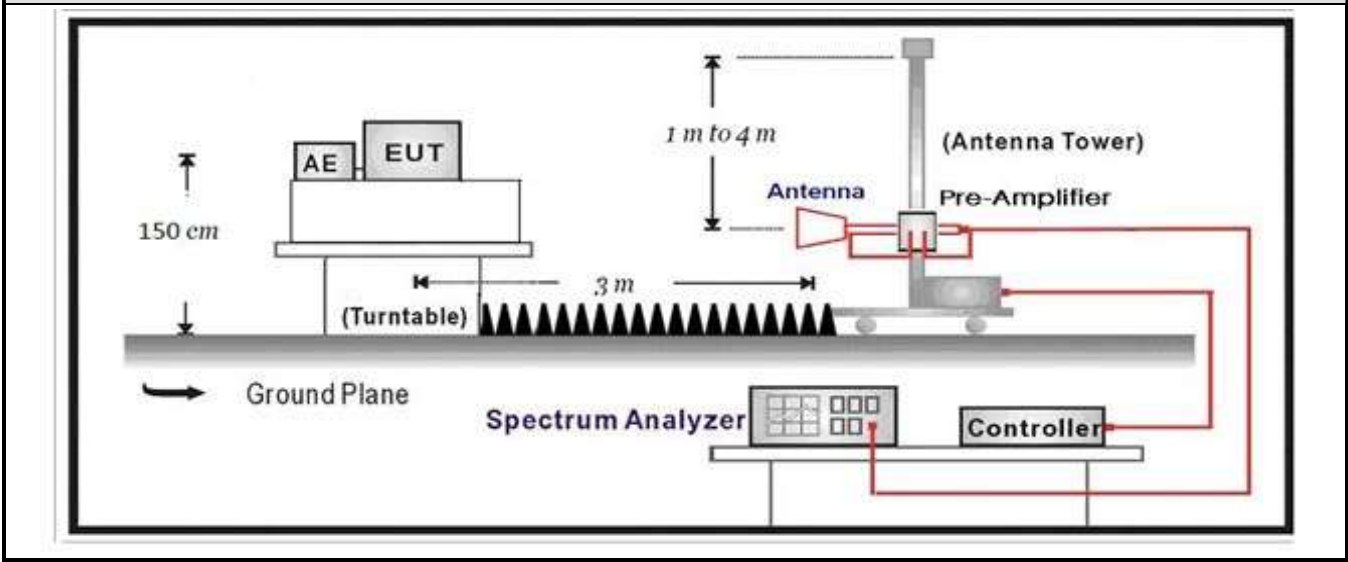 1 m to 4 m
(Antenna Tower)
AE
EUT
Antenna
Pre-Amplifier
150 cm
3 m
(Turntable)
Ground Plane
Spectrum Analyzer
Controller